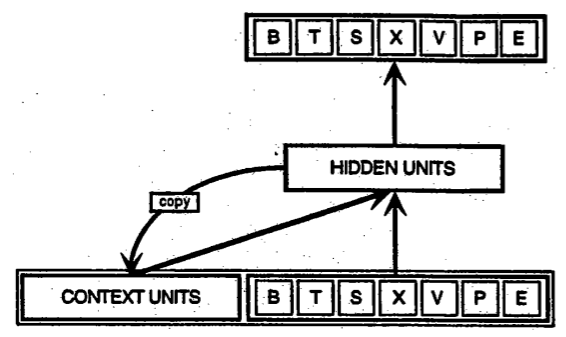 B T S X V P E
HIDDEN UNITS
copy
CONTEXT UNITS B T S X V P E